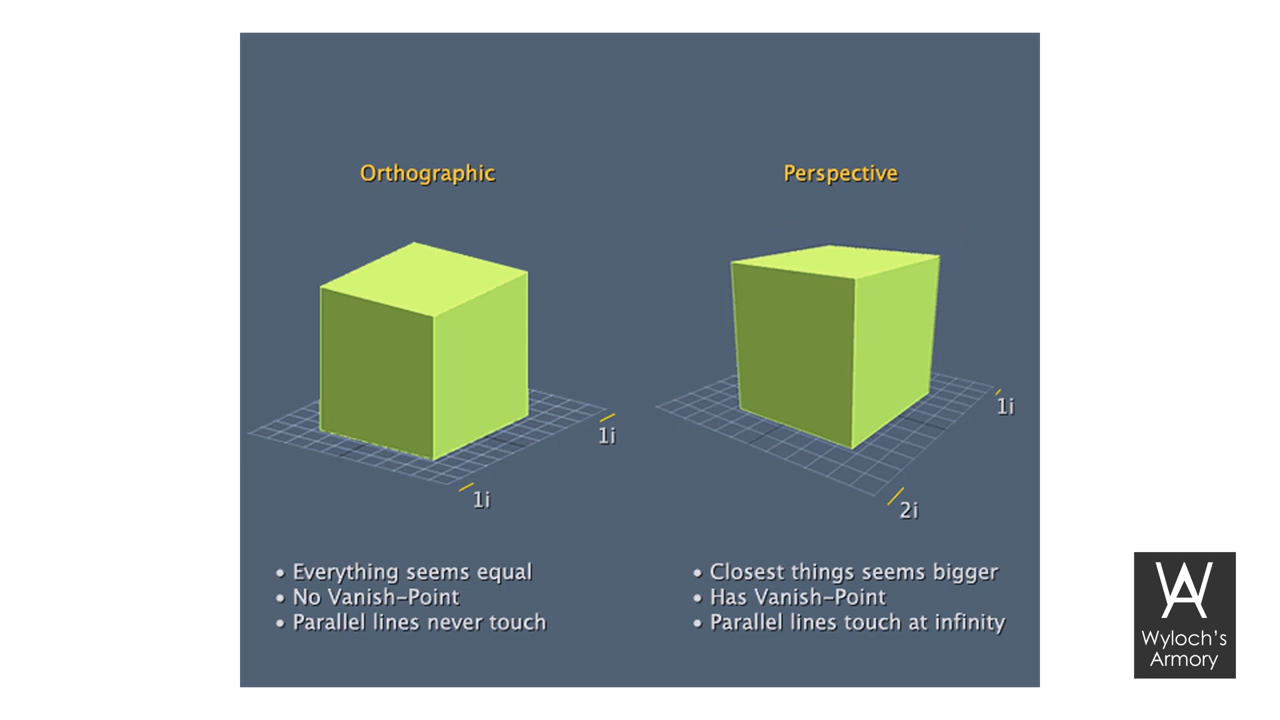 Orthographic
Perspective
1i
1i
1i
2i
• Everything seems equal
• No Vanish-Point
• Parallel lines never touch
• Closest things seems bigger
• Has Vanish-Point
• Parallel lines touch at infinity
WA
Wyloch's
Armory